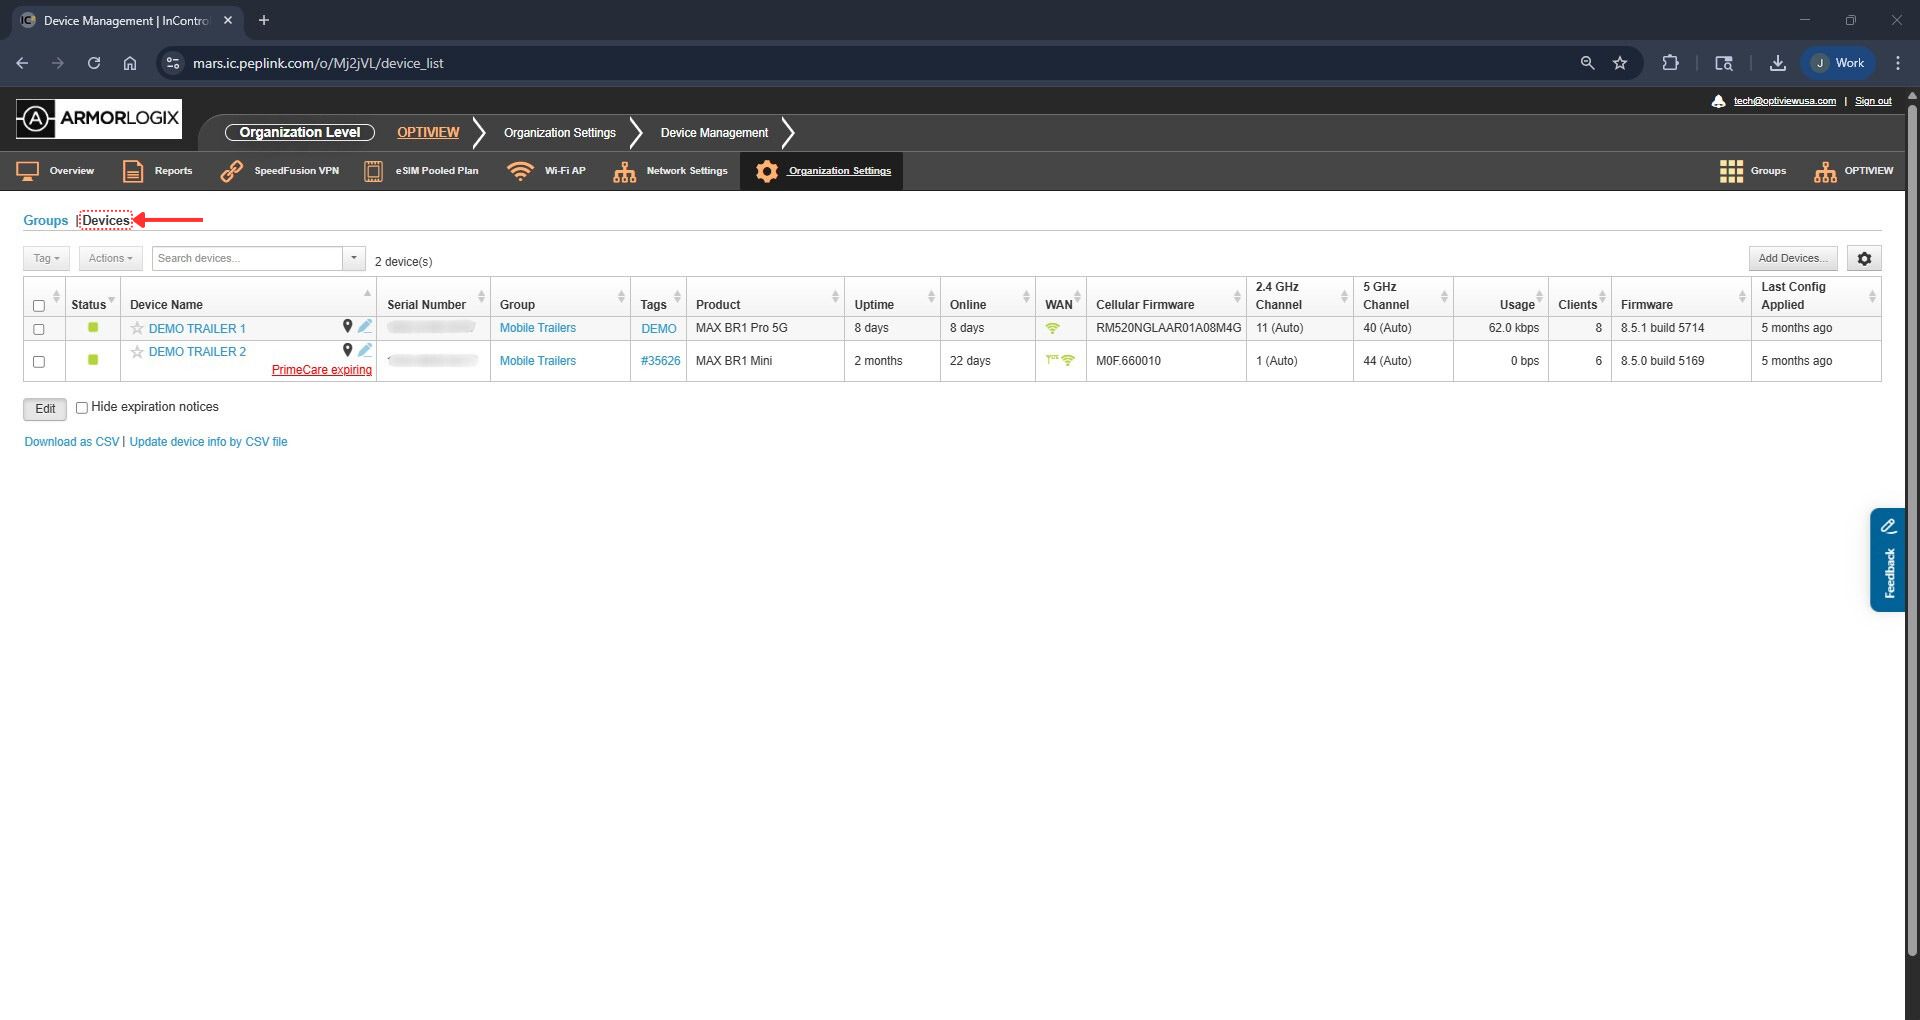 Device Management | InContro
mars.ic.peplink.com/o/Mj2jVL/device_list
J Work
ARMORLOGIX
tech@optiviewusa.com | Sign out
Organization Level OPTIVIEW Organization Settings Device Management
Overview Reports SpeedFusion VPN eSIM Pooled Plan Wi-Fi AP Network Settings Organization Settings Groups OPTIVIEW
Groups | Devices
Tag Actions Search devices... 2 device(s) Add Devices...
Status Device Name Serial Number Group Tags Product Uptime Online WAN Cellular Firmware 2.4 GHz Channel 5 GHz Channel Usage Clients Firmware Last Config Applied
DEMO TRAILER 1 Mobile Trailers DEMO MAX BR1 Pro 5G 8 days 8 days RM520NGLAAR01A08M4G 11 (Auto) 40 (Auto) 62.0 kbps 8 8.5.1 build 5714 5 months ago
DEMO TRAILER 2 Mobile Trailers #35626 MAX BR1 Mini 2 months 22 days M0F.660010 1 (Auto) 44 (Auto) 0 bps 6 8.5.0 build 5169 5 months ago
PrimeCare expiring
Edit Hide expiration notices
Download as CSV | Update device info by CSV file
Feedback